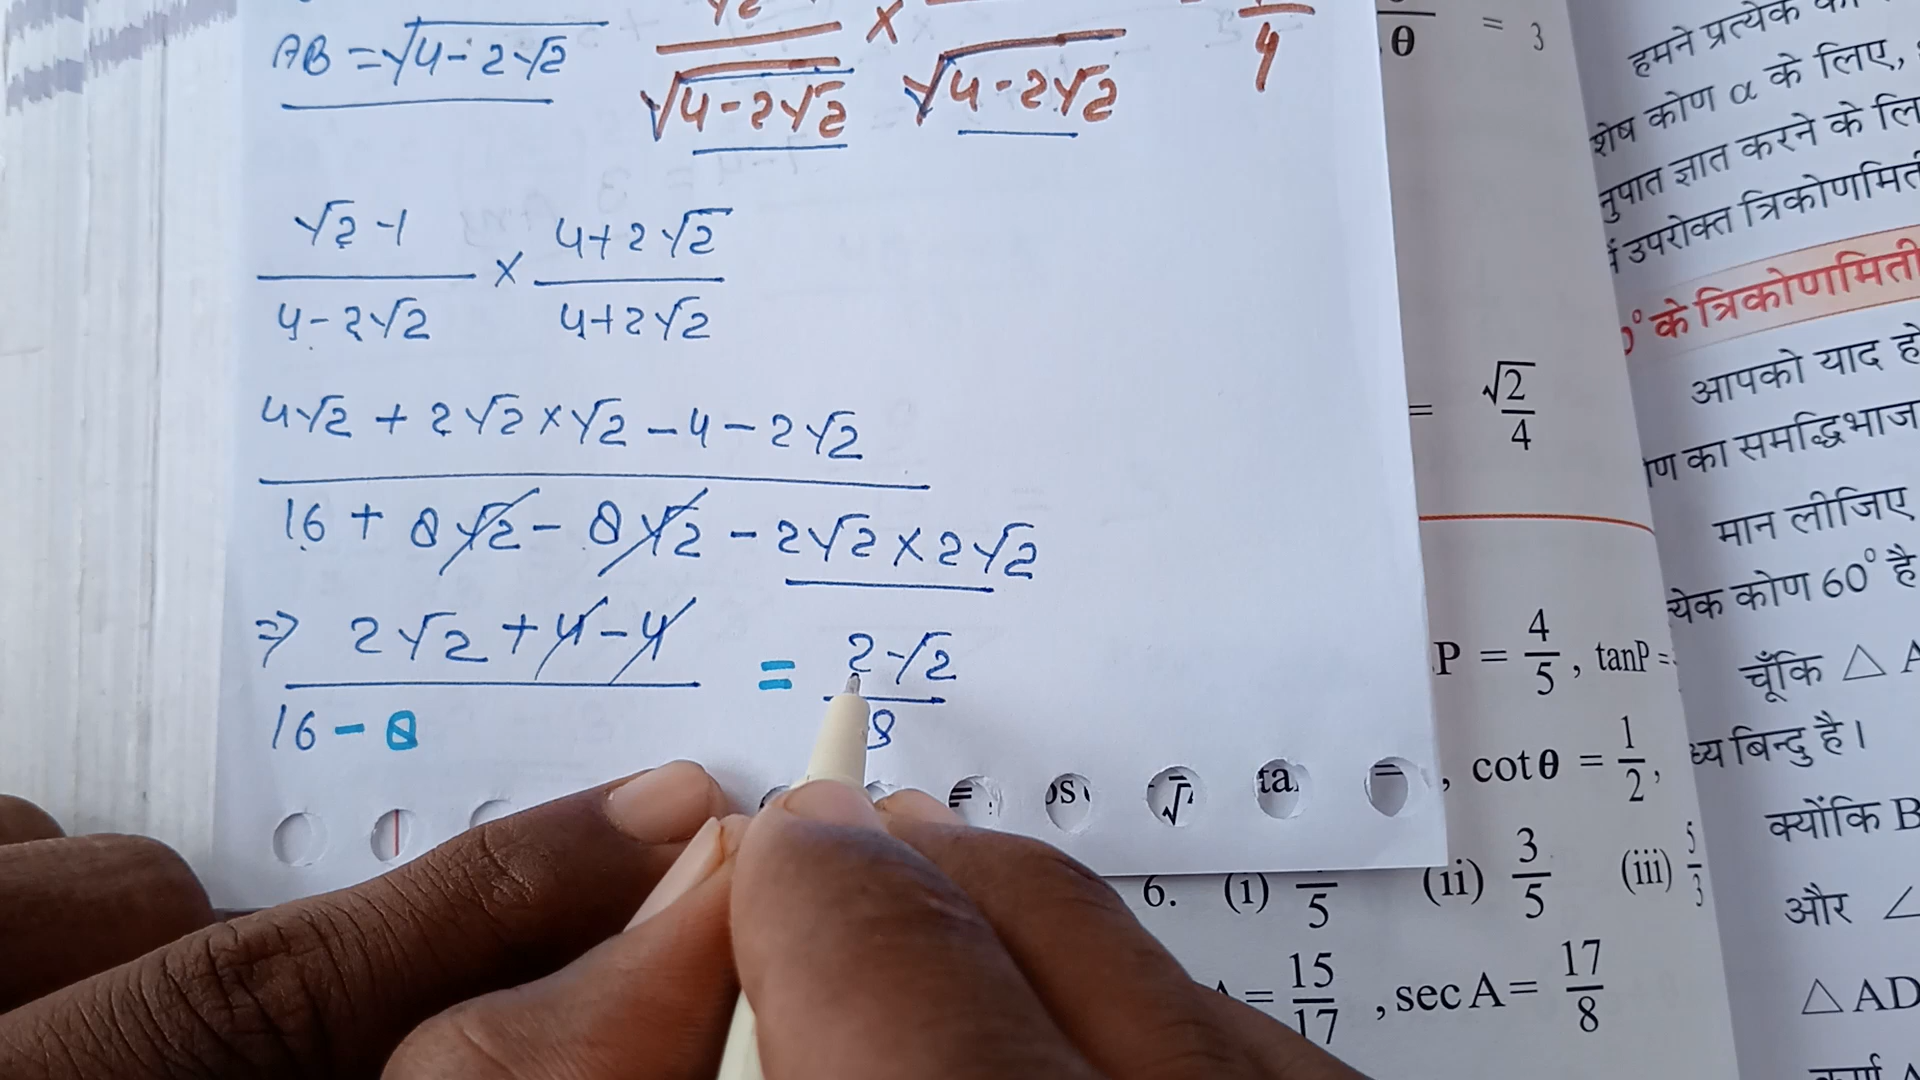 AB = √4-2√2
√4-2√2 × √4-2√2
4
√2 -1 × 4+2√2
4-2√2 4+2√2
4√2 + 2√2×√2 -4-2√2
16 + 8√2 - 8√2 - 2√2×2√2
⇒ 2√2 +4-4 = 2√2
16-8 8
θ = 3
= √2/4
P = 4/5, tanP =
, cotθ = 1/2,
6. (i) 5 (ii) 3/5 (iii) 5/3
= 15/17, sec A = 17/8
हमने प्रत्येक
शेष कोण α के लिए,
नुपात ज्ञात करने के लि
में उपरोक्त त्रिकोणमिती
0° के त्रिकोणमिती
आपको याद हो
ण का समद्धिभाज
मान लीजिए
त्येक कोण 60° है
चूँकि △ A
ध्य बिन्दु है।
क्योंकि B
और ∠
△ AD